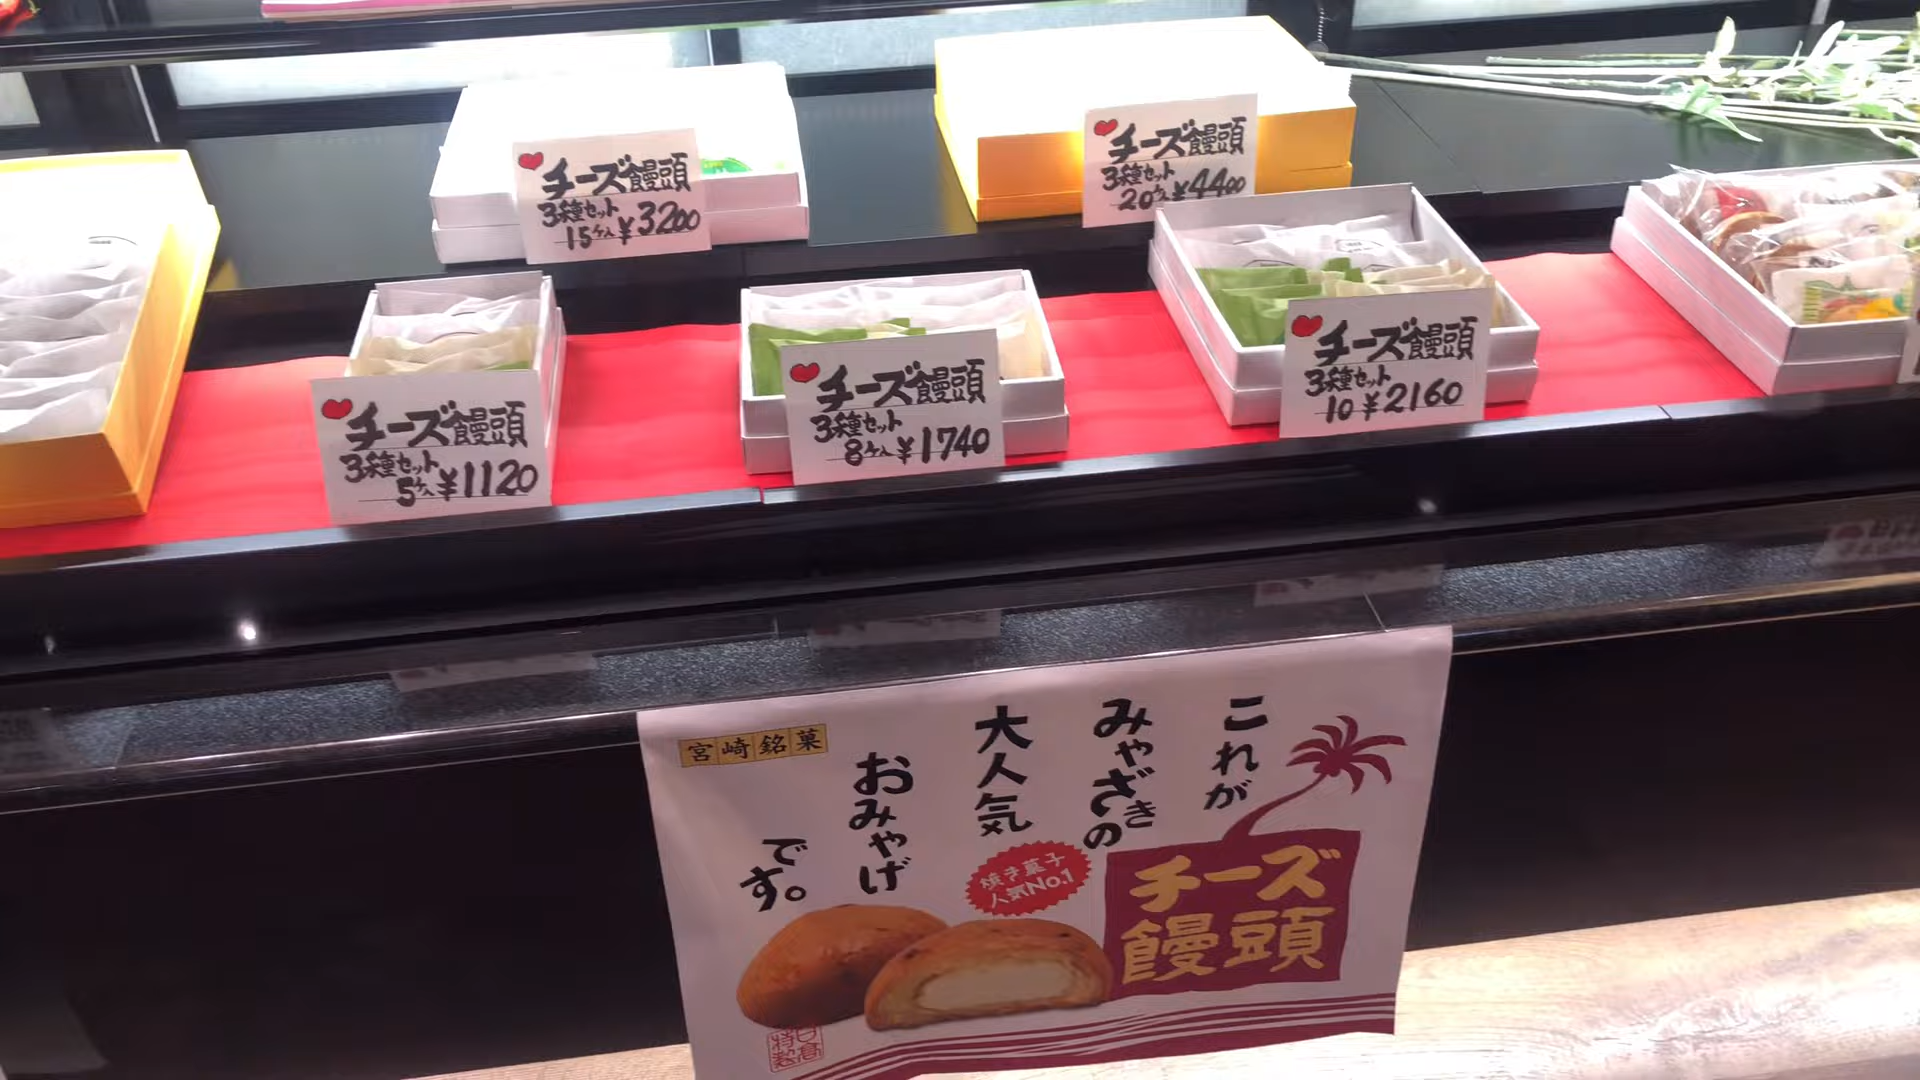 チーズ饅頭
3種セット
15ヶ入 ¥3200
チーズ饅頭
3種セット
20ヶ入 ¥4400
チーズ饅頭
3種セット
5ヶ入 ¥1120
チーズ饅頭
3種セット
8ヶ入 ¥1740
チーズ饅頭
3種セット
10 ¥2160
宮崎銘菓
これが
みやざきの
大人気
おみやげ
です。
焼き菓子
人気No.1
チーズ
饅頭